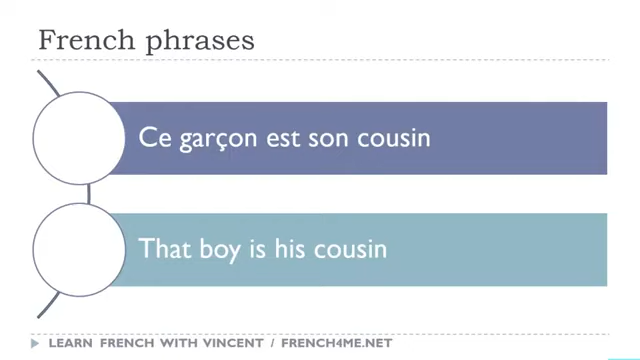 French phrases
Ce garçon est son cousin
That boy is his cousin
LEARN FRENCH WITH VINCENT / FRENCH4ME.NET